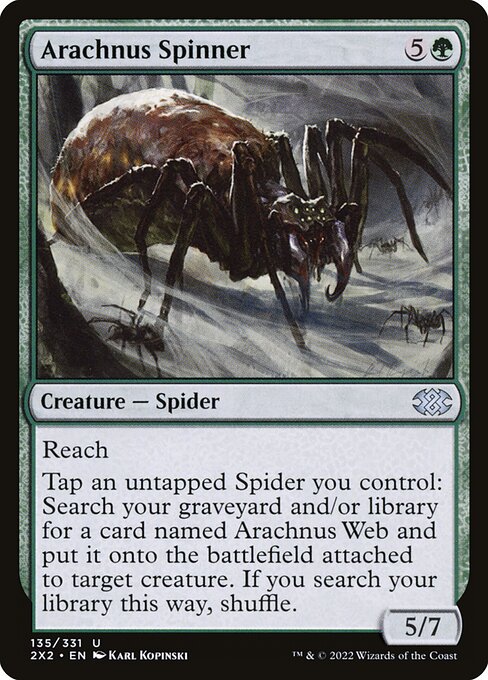 Arachnus Spinner 5
Creature — Spider
Reach
Tap an untapped Spider you control:
Search your graveyard and/or library
for a card named Arachnus Web and
put it onto the battlefield attached
to target creature. If you search your
library this way, shuffle.
5/7
135/331 U
2X2 • EN Karl Kopinski
™ & © 2022 Wizards of the Coast